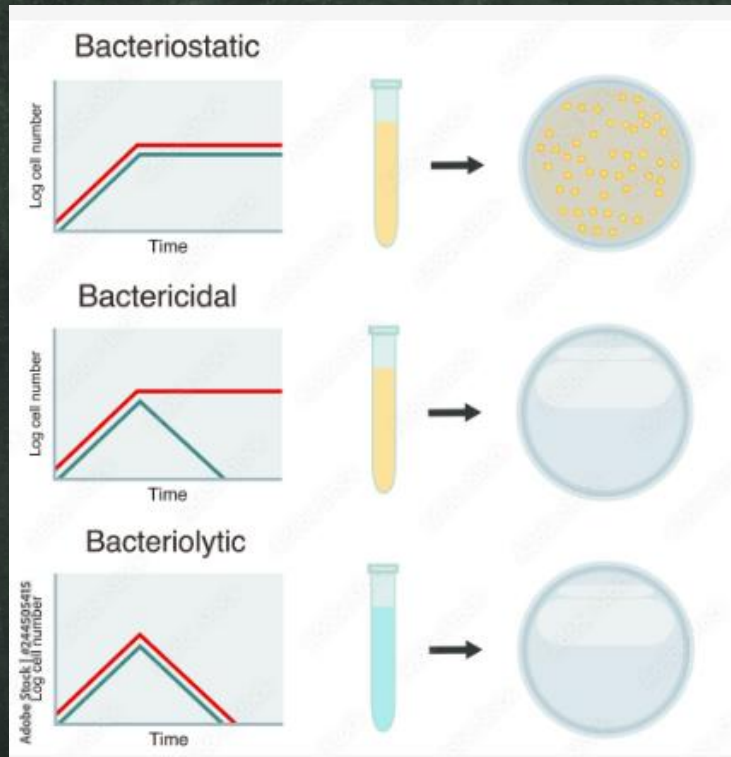 Bacteriostatic
Log cell number
Time
Bactericidal
Log cell number
Time
Bacteriolytic
Adobe Stock | #244505415
Log cell number
Time